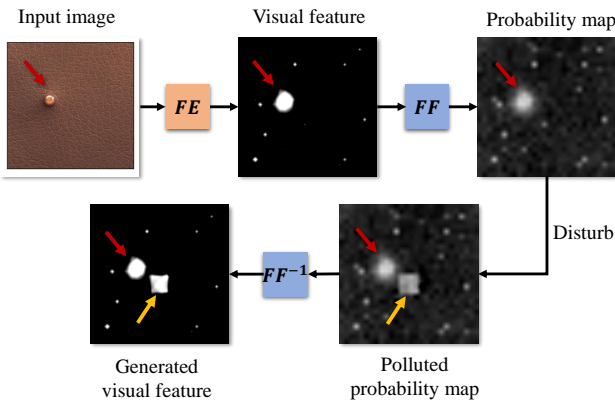 Input image
Visual feature
Probability map
FE
FF
Disturb
FF⁻¹
Generated
visual feature
Polluted
probability map